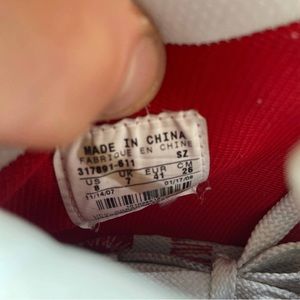 MADE IN CHINA
FABRIQUE EN CHINE
317891-611 SZ
US UK EUR CM
8 7 41 26
11/14/07 01/17/08